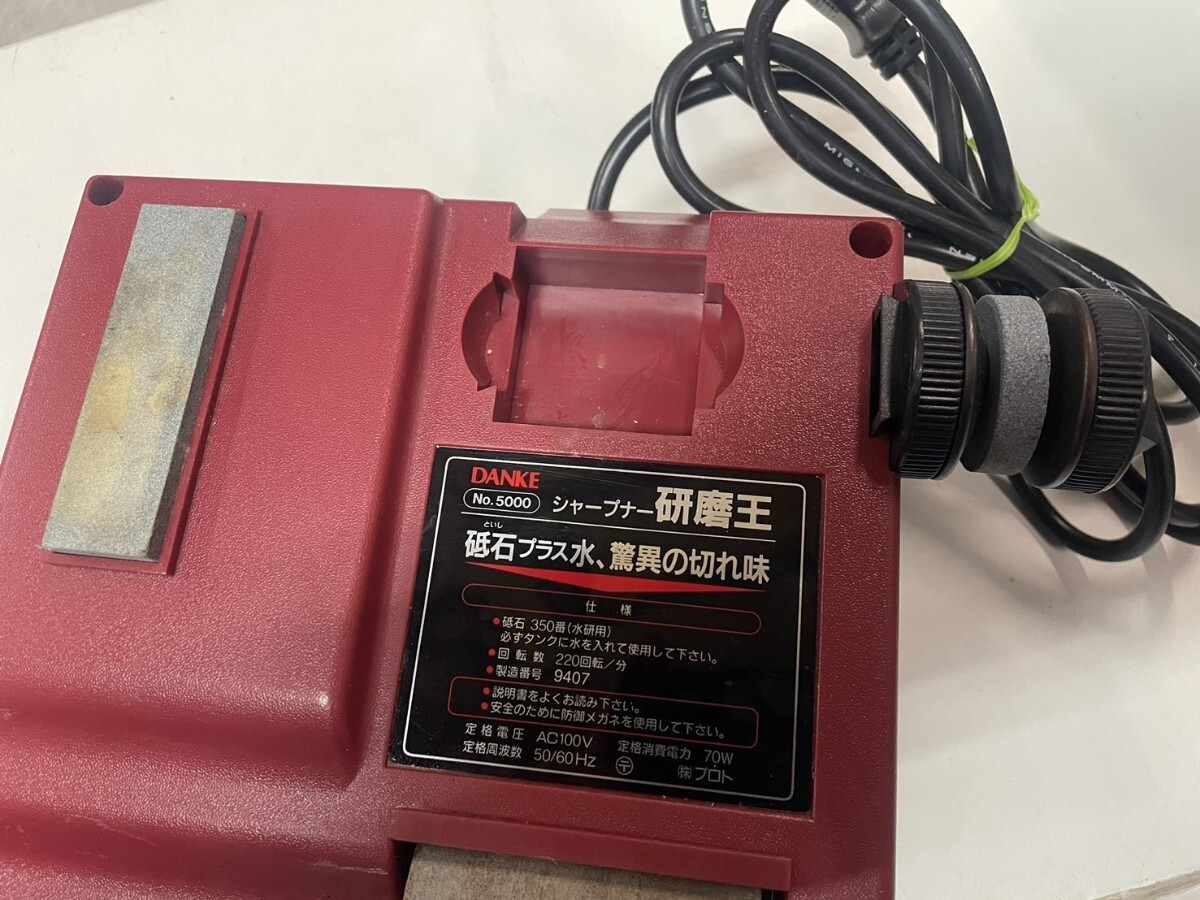 DANKE
No.5000 シャープナー研磨王
といし
砥石プラス水、驚異の切れ味
仕様
●砥石 350番(水研用)
必ずタンクに水を入れて使用して下さい。
●回転数 220回転/分
●製造番号 9407
●説明書をよくお読み下さい。
●安全のために防御メガネを使用して下さい。
定格電圧 AC100V 定格消費電力 70W
定格周波数 50/60Hz 〶 ㈱プロト